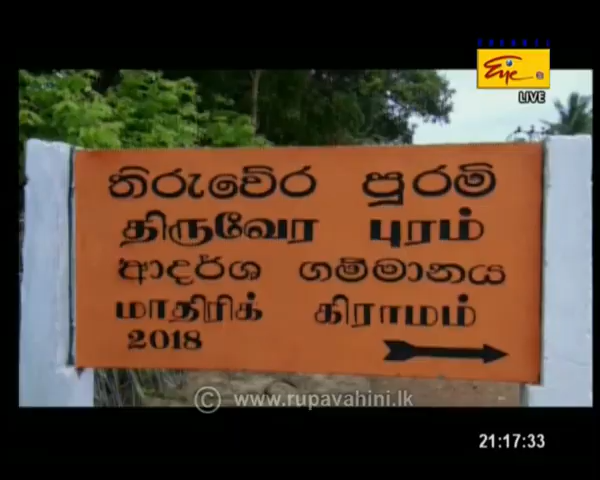 Eye
LIVE
තිරුවේර පූරම්
திருவேர புரம்
ආදර්ශ ගම්මානය
மாதிரிக் கிராமம்
2018
© www.rupavahini.lk
21:17:33